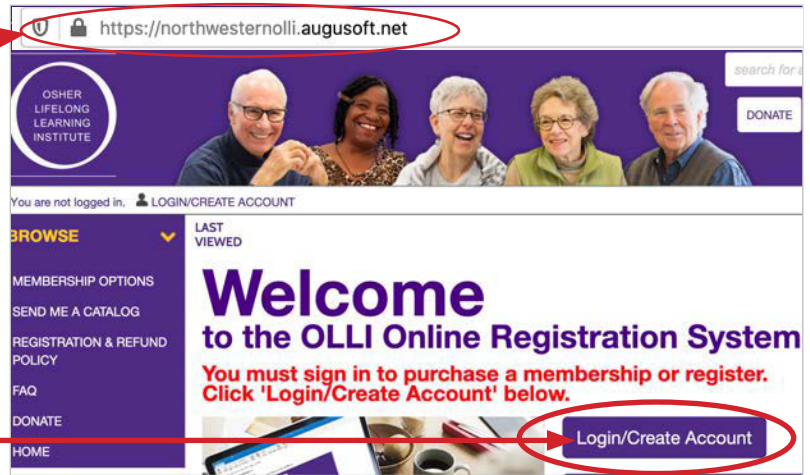 https://northwesternolli.augusoft.net
OSHER
LIFELONG
LEARNING
INSTITUTE
search for a
DONATE
You are not logged in. LOGIN/CREATE ACCOUNT
BROWSE
MEMBERSHIP OPTIONS
SEND ME A CATALOG
REGISTRATION & REFUND
POLICY
FAQ
DONATE
HOME
LAST
VIEWED
Welcome
to the OLLI Online Registration System
You must sign in to purchase a membership or register.
Click 'Login/Create Account' below.
Login/Create Account